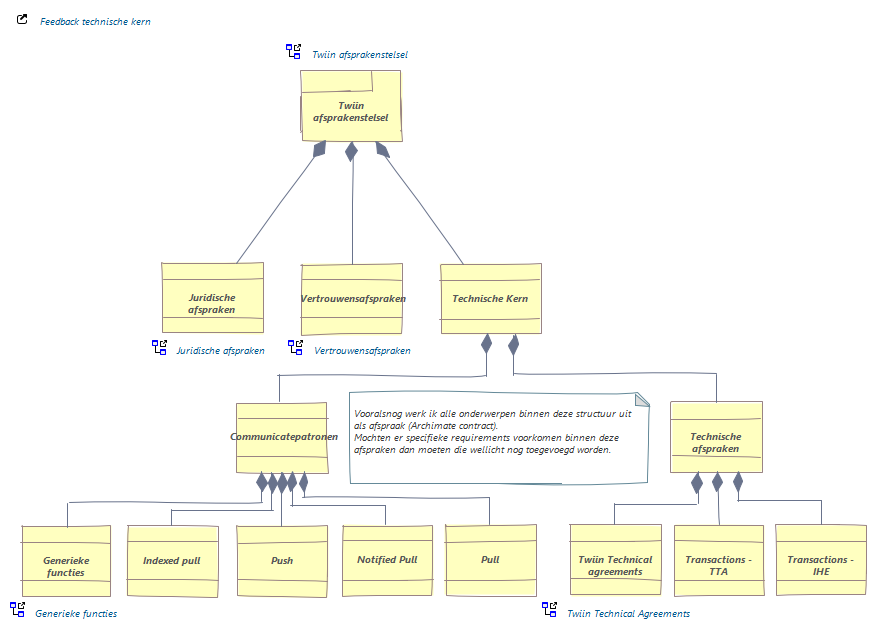 Feedback technische kern
Twiin afsprakenstelsel
Twiin
afsprakenstelsel
Juridische
afspraken
Vertrouwensafspraken
Technische Kern
Juridische afspraken
Vertrouwensafspraken
Communicatepatronen
Vooralsnog werk ik alle onderwerpen binnen deze structuur uit
als afspraak (Archimate contract).
Mochten er specifieke requirements voorkomen binnen deze
afspraken dan moeten die wellicht nog toegevoegd worden.
Technische
afspraken
Generieke
functies
Indexed pull
Push
Notified Pull
Pull
Twiin Technical
agreements
Transactions -
TTA
Transactions -
IHE
Generieke functies
Twiin Technical Agreements